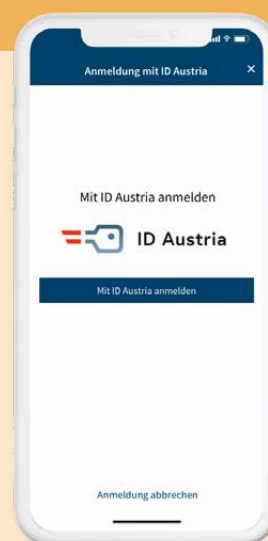 Anmeldung mit ID Austria
Mit ID Austria anmelden
ID Austria
Mit ID Austria anmelden
Anmeldung abbrechen